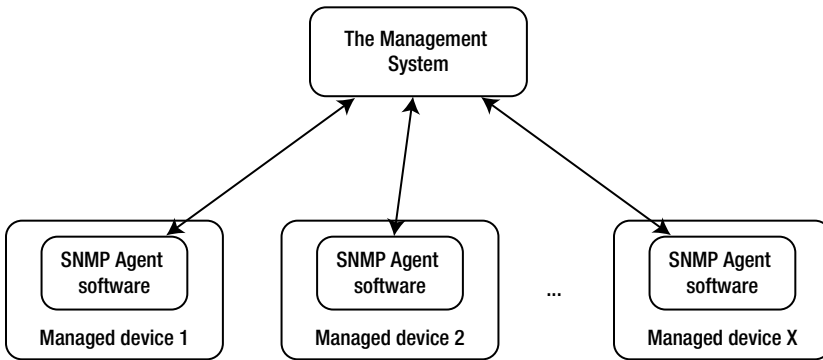 The Management
System
SNMP Agent
software
Managed device 1
SNMP Agent
software
Managed device 2
...
SNMP Agent
software
Managed device X